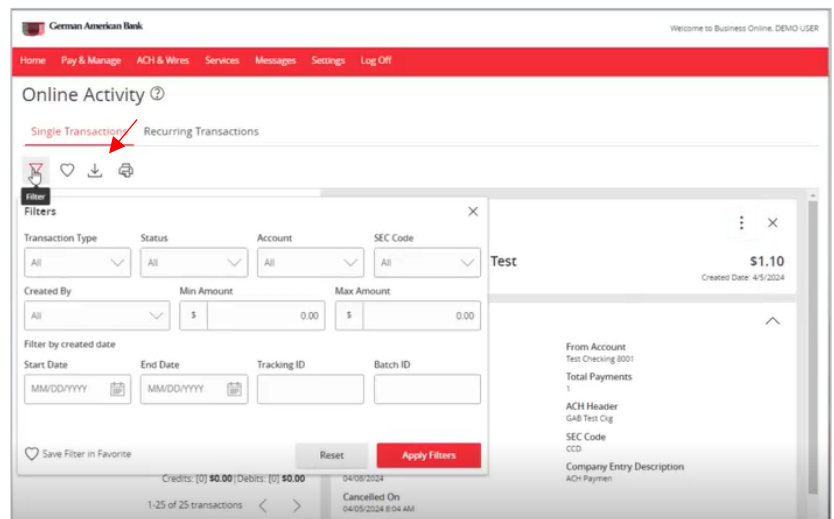 German American Bank
Welcome to Business Online, DEMO USER
Home Pay & Manage ACH & Wires Services Messages Settings Log Off
Online Activity
Single Transactions Recurring Transactions
Filter
Filters
Transaction Type Status Account SEC Code
All All All All
Created By Min Amount Max Amount
All $ 0.00 $ 0.00
Filter by created date
Start Date End Date Tracking ID Batch ID
MM/DD/YYYY MM/DD/YYYY
Save Filter in Favorite Reset Apply Filters
Credits: [0] $0.00 | Debits: [0] $0.00
1-25 of 25 transactions
Test $1.10
Created Date: 4/5/2024
From Account
Test Checking 8001
Total Payments
1
ACH Header
GAB Test Ckg
SEC Code
CCD
Company Entry Description
ACH Paymen
04/08/2024
Cancelled On
04/05/2024 8:04 AM